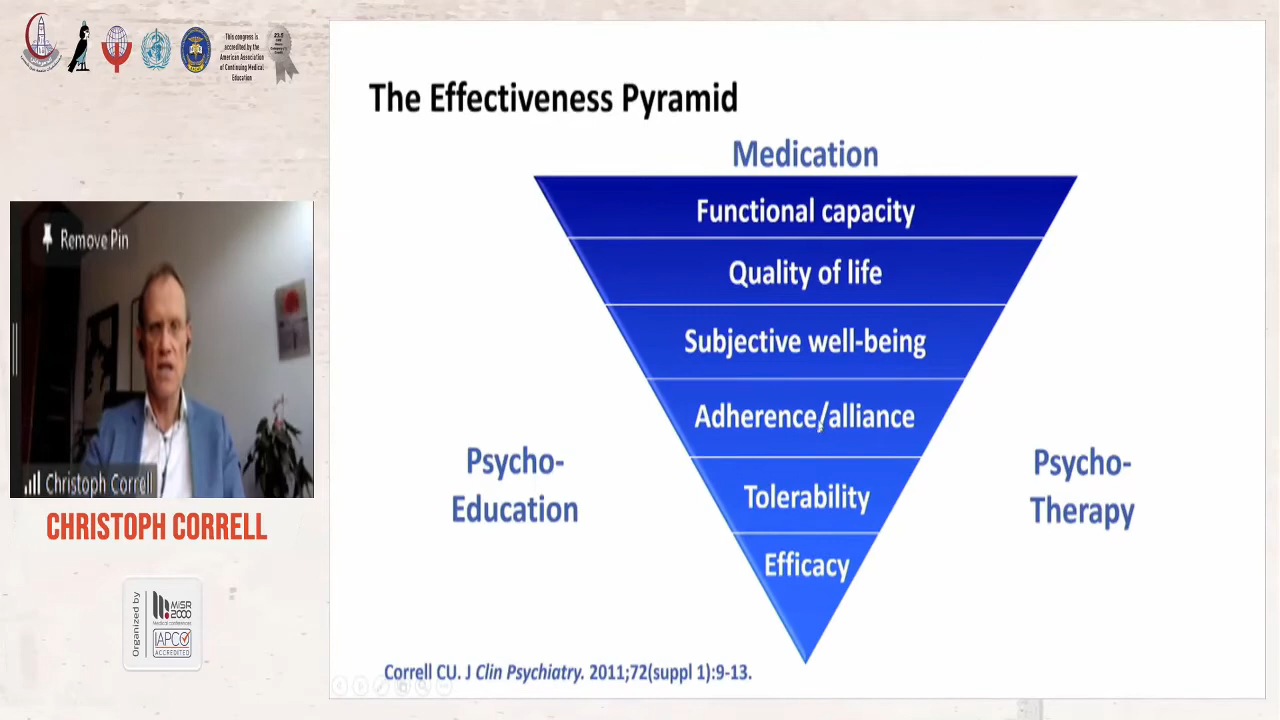 This congress is
accredited by the
American Association
of Continuing Medical
Education
The Effectiveness Pyramid
Medication
Functional capacity
Quality of life
Subjective well-being
Adherence/alliance
Tolerability
Efficacy
Psycho-
Education
Psycho-
Therapy
Correll CU. J Clin Psychiatry. 2011;72(suppl 1):9-13.
Remove Pin
Christoph Correll
CHRISTOPH CORRELL
Organized by
MISR
2000
Medical conferences
IAPCO
ACCREDITED